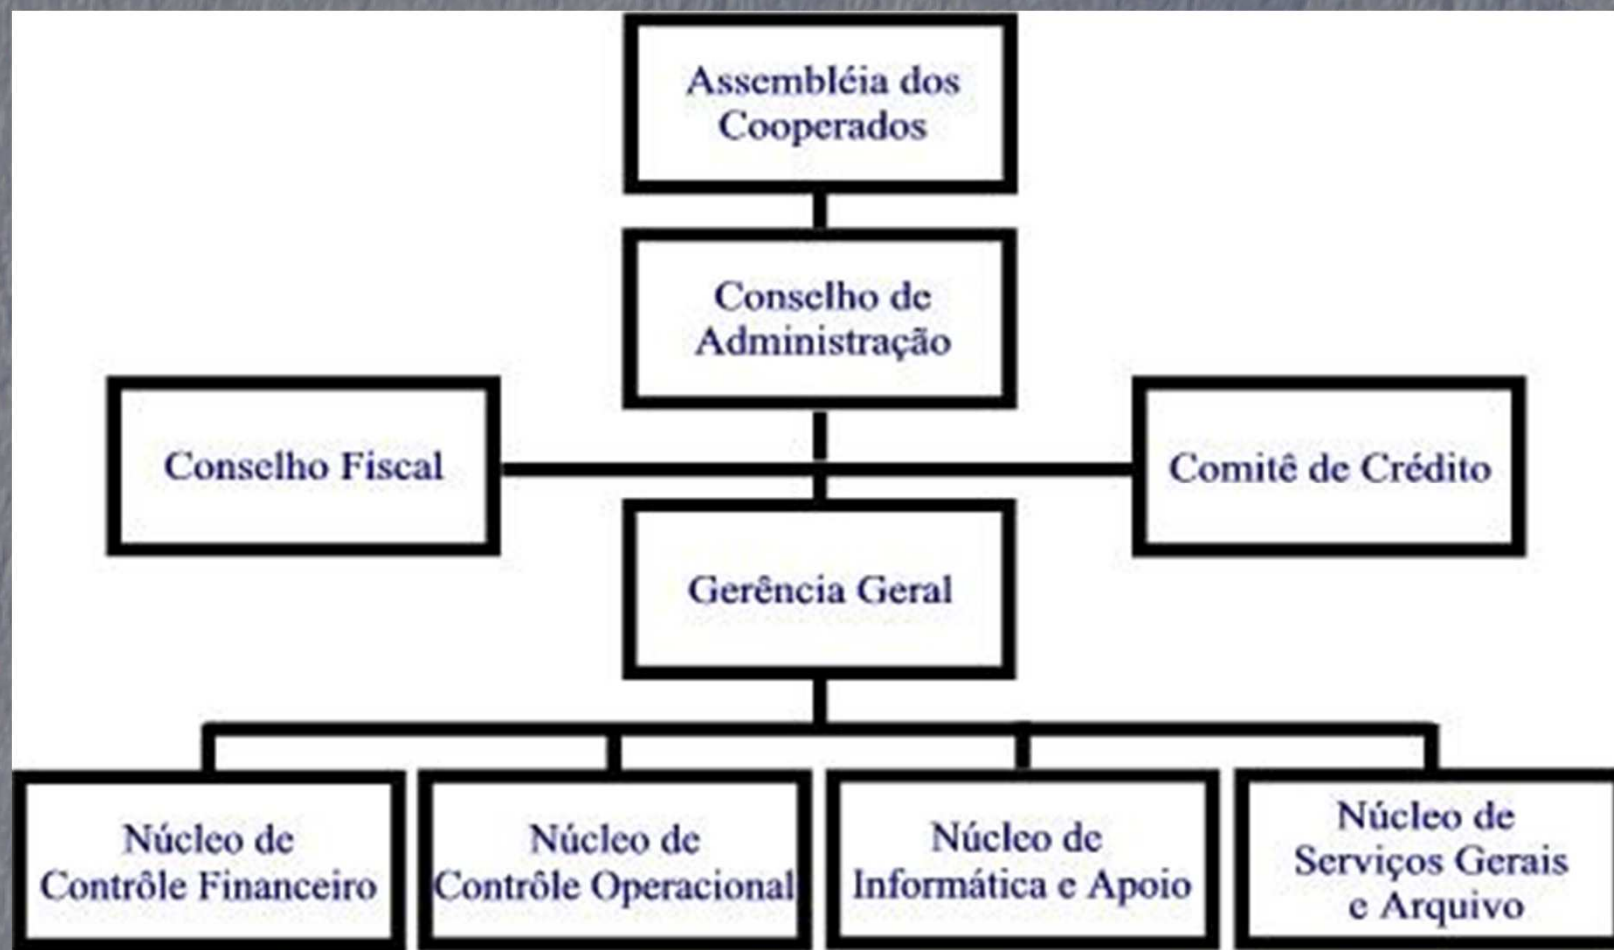 Assembléia dos
Cooperados
Conselho de
Administração
Conselho Fiscal
Comitê de Crédito
Gerência Geral
Núcleo de
Contrôle Financeiro
Núcleo de
Contrôle Operacional
Núcleo de
Informática e Apoio
Núcleo de
Serviços Gerais
e Arquivo